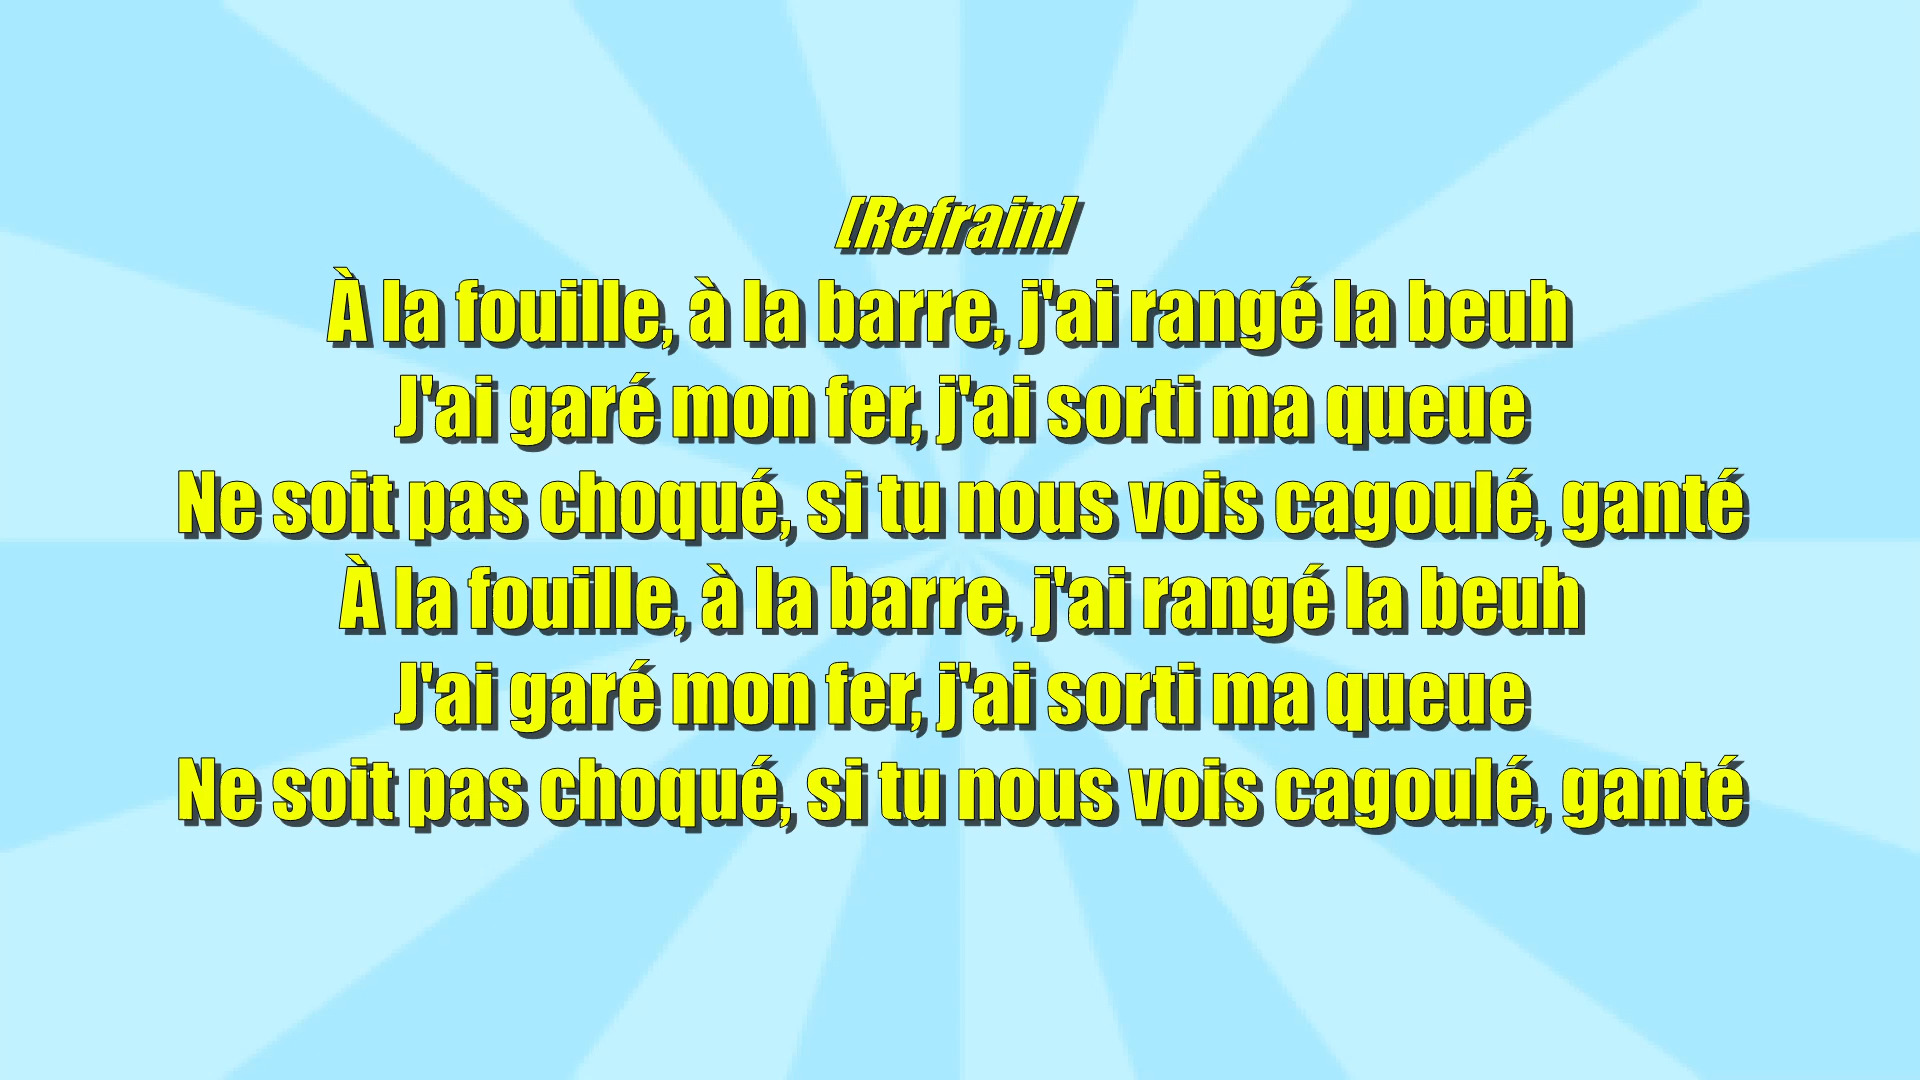 [Refrain]
À la fouille, à la barre, j'ai rangé la beuh
J'ai garé mon fer, j'ai sorti ma queue
Ne soit pas choqué, si tu nous vois cagoulé, ganté
À la fouille, à la barre, j'ai rangé la beuh
J'ai garé mon fer, j'ai sorti ma queue
Ne soit pas choqué, si tu nous vois cagoulé, ganté